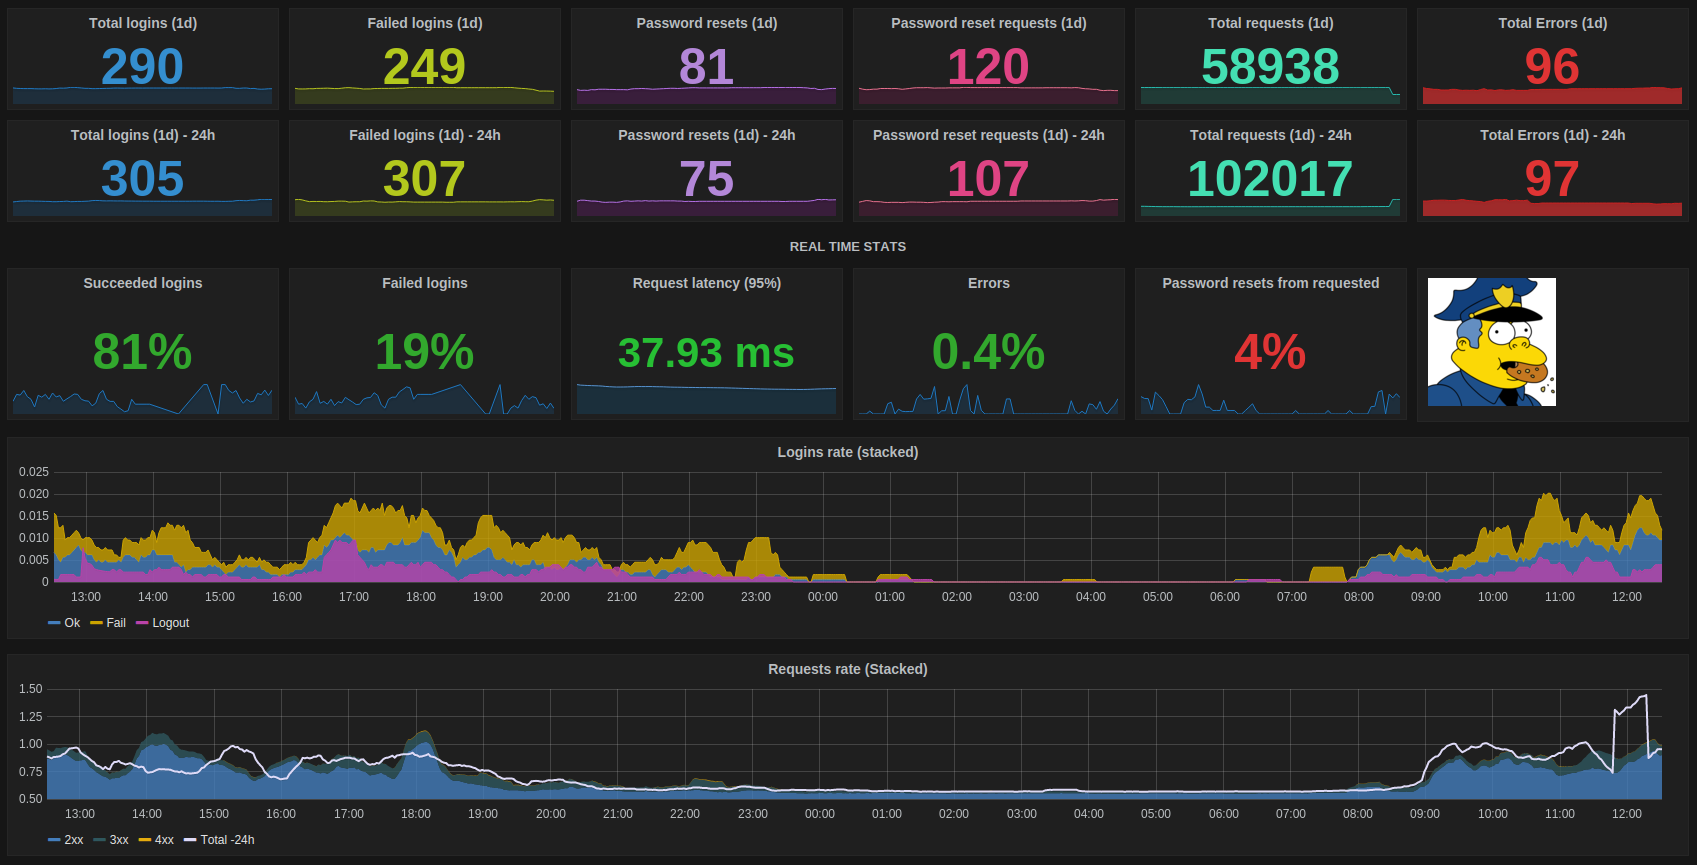 Total logins (1d) Failed logins (1d) Password resets (1d) Password reset requests (1d) Total requests (1d) Total Errors (1d)
290 249 81 120 58938 96
Total logins (1d) - 24h Failed logins (1d) - 24h Password resets (1d) - 24h Password reset requests (1d) - 24h Total requests (1d) - 24h Total Errors (1d) - 24h
305 307 75 107 102017 97
REAL TIME STATS
Succeeded logins Failed logins Request latency (95%) Errors Password resets from requested
81% 19% 37.93 ms 0.4% 4%
Logins rate (stacked)
0.025
0.020
0.015
0.010
0.005
0
13:00 14:00 15:00 16:00 17:00 18:00 19:00 20:00 21:00 22:00 23:00 00:00 01:00 02:00 03:00 04:00 05:00 06:00 07:00 08:00 09:00 10:00 11:00 12:00
Ok Fail Logout
Requests rate (Stacked)
1.50
1.25
1.00
0.75
0.50
13:00 14:00 15:00 16:00 17:00 18:00 19:00 20:00 21:00 22:00 23:00 00:00 01:00 02:00 03:00 04:00 05:00 06:00 07:00 08:00 09:00 10:00 11:00 12:00
2xx 3xx 4xx Total -24h